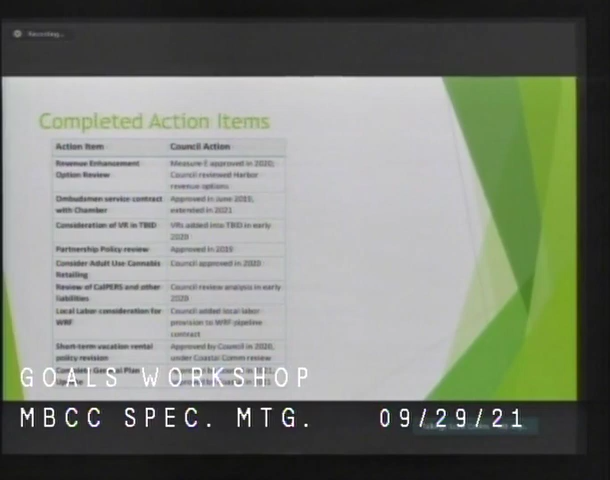 Recording...
Completed Action Items
Action Item Council Action
Revenue Enhancement Measure E approved in 2020;
Option Review Council reviewed Harbor
revenue options
Ombudsmen service contract Approved in June 2019,
with Chamber extended in 2021
Consideration of VR in TBID VRs added into TBID in early
2020
Partnership Policy review Approved in 2019
Consider Adult Use Cannabis Council approved in 2020
Retailing
Review of CalPERS and other Council review analysis in early
liabilities 2020
Local Labor consideration for Council added local labor
WRF provision to WRF pipeline
contract
Short-term vacation rental Approved by Council in 2020,
policy revision under Coastal Comm review
Complete General Plan
GOALS WORKSHOP
MBCC SPEC. MTG. 09/29/21